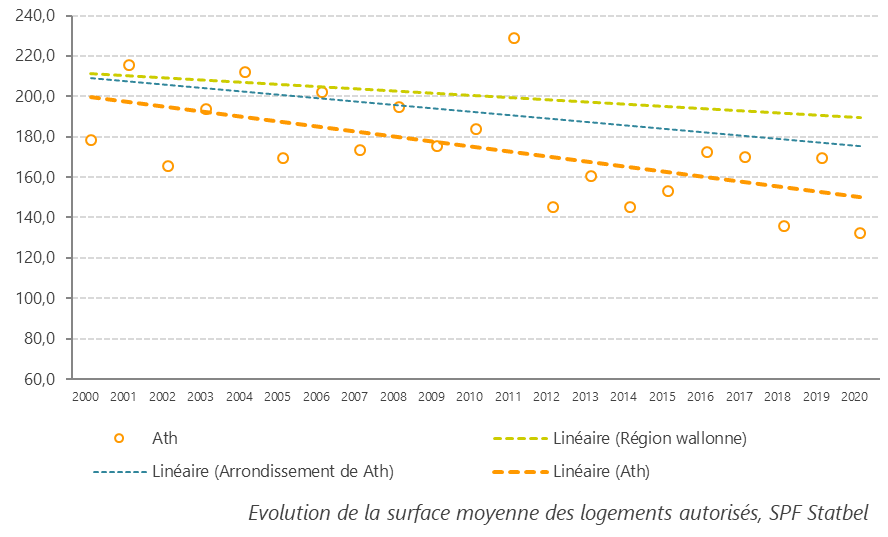 240,0
220,0
200,0
180,0
160,0
140,0
120,0
100,0
80,0
60,0
2000 2001 2002 2003 2004 2005 2006 2007 2008 2009 2010 2011 2012 2013 2014 2015 2016 2017 2018 2019 2020
Ath Linéaire (Région wallonne)
Linéaire (Arrondissement de Ath) Linéaire (Ath)
Evolution de la surface moyenne des logements autorisés, SPF Statbel